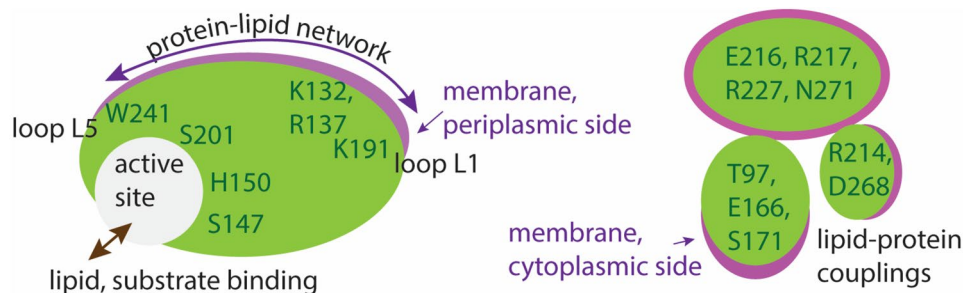 protein-lipid network
loop L5
W241
S201
K132,
R137
K191
loop L1
membrane,
periplasmic side
active
site
H150
S147
lipid, substrate binding
E216, R217,
R227, N271
T97,
E166,
S171
R214,
D268
membrane,
cytoplasmic side
lipid-protein
couplings